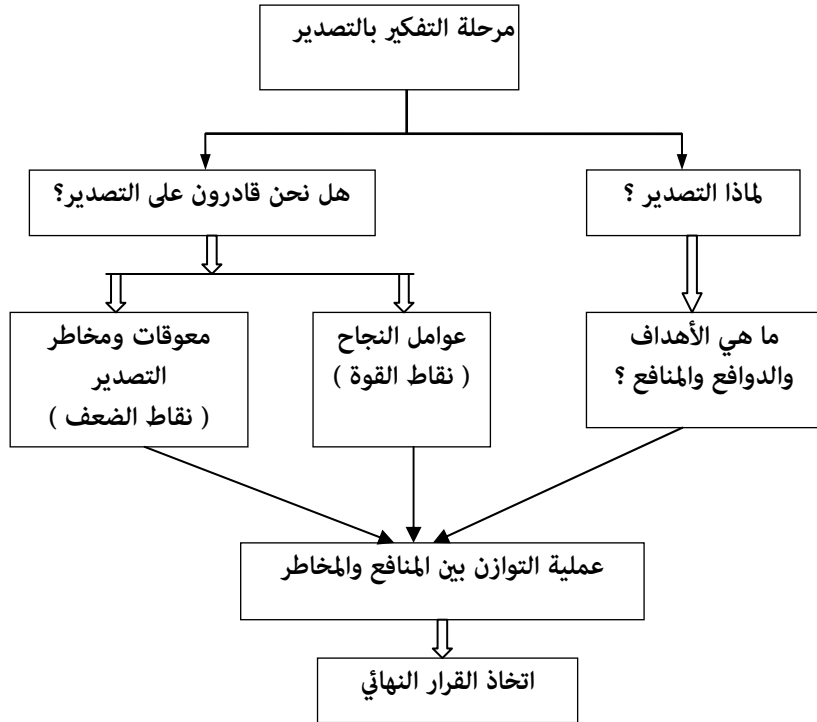 مرحلة التفكير بالتصدير
لماذا التصدير ؟
هل نحن قادرون على التصدير؟
ما هي الأهداف
والدوافع والمنافع ؟
عوامل النجاح
( نقاط القوة )
معوقات ومخاطر
التصدير
( نقاط الضعف )
عملية التوازن بين المنافع والمخاطر
اتخاذ القرار النهائي